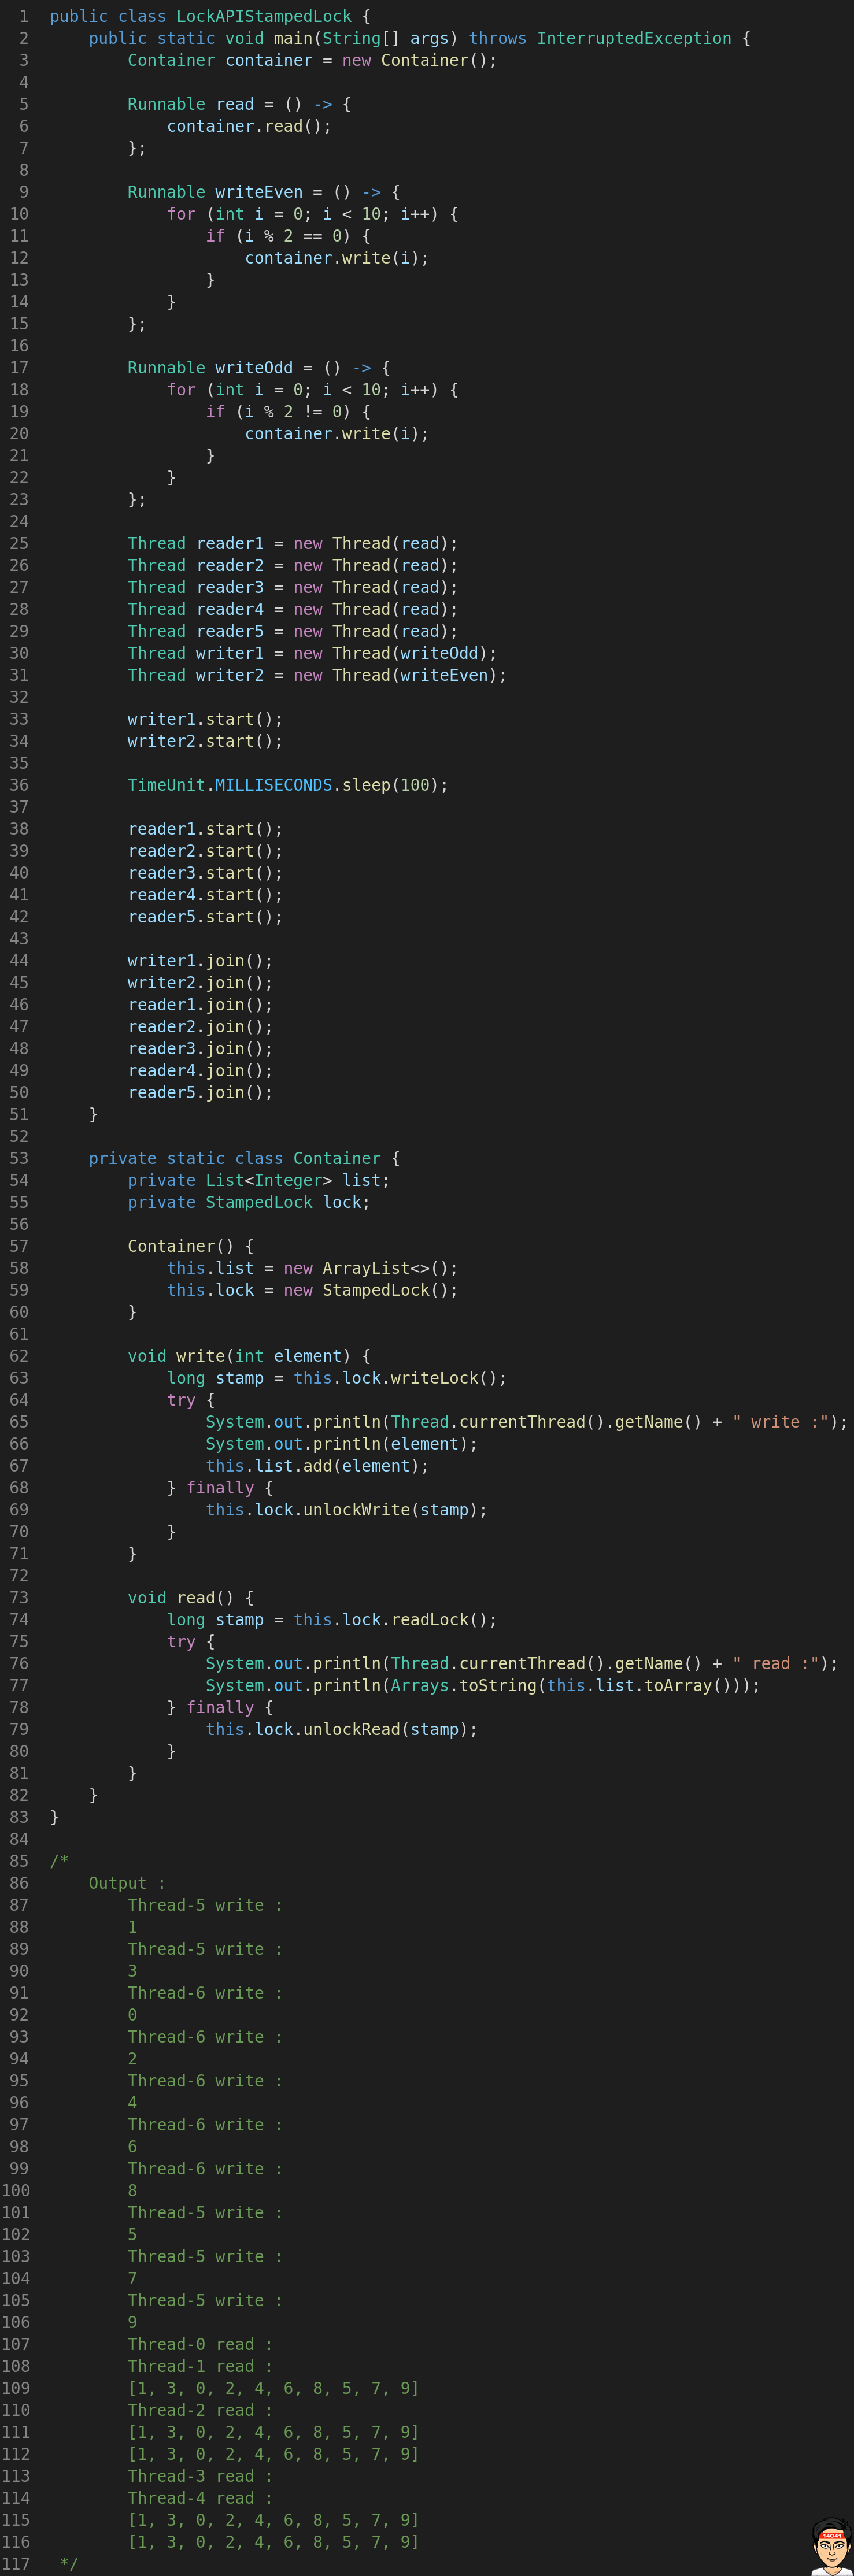 1 public class LockAPIStampedLock {
2     public static void main(String[] args) throws InterruptedException {
3         Container container = new Container();
4
5         Runnable read = () -> {
6             container.read();
7         };
8
9         Runnable writeEven = () -> {
10             for (int i = 0; i < 10; i++) {
11                 if (i % 2 == 0) {
12                     container.write(i);
13                 }
14             }
15         };
16
17         Runnable writeOdd = () -> {
18             for (int i = 0; i < 10; i++) {
19                 if (i % 2 != 0) {
20                     container.write(i);
21                 }
22             }
23         };
24
25         Thread reader1 = new Thread(read);
26         Thread reader2 = new Thread(read);
27         Thread reader3 = new Thread(read);
28         Thread reader4 = new Thread(read);
29         Thread reader5 = new Thread(read);
30         Thread writer1 = new Thread(writeOdd);
31         Thread writer2 = new Thread(writeEven);
32
33         writer1.start();
34         writer2.start();
35
36         TimeUnit.MILLISECONDS.sleep(100);
37
38         reader1.start();
39         reader2.start();
40         reader3.start();
41         reader4.start();
42         reader5.start();
43
44         writer1.join();
45         writer2.join();
46         reader1.join();
47         reader2.join();
48         reader3.join();
49         reader4.join();
50         reader5.join();
51     }
52
53     private static class Container {
54         private List<Integer> list;
55         private StampedLock lock;
56
57         Container() {
58             this.list = new ArrayList<>();
59             this.lock = new StampedLock();
60         }
61
62         void write(int element) {
63             long stamp = this.lock.writeLock();
64             try {
65                 System.out.println(Thread.currentThread().getName() + " write :");
66                 System.out.println(element);
67                 this.list.add(element);
68             } finally {
69                 this.lock.unlockWrite(stamp);
70             }
71         }
72
73         void read() {
74             long stamp = this.lock.readLock();
75             try {
76                 System.out.println(Thread.currentThread().getName() + " read :");
77                 System.out.println(Arrays.toString(this.list.toArray()));
78             } finally {
79                 this.lock.unlockRead(stamp);
80             }
81         }
82     }
83 }
84
85 /*
86     Output :
87         Thread-5 write :
88         1
89         Thread-5 write :
90         3
91         Thread-6 write :
92         0
93         Thread-6 write :
94         2
95         Thread-6 write :
96         4
97         Thread-6 write :
98         6
99         Thread-6 write :
100         8
101         Thread-5 write :
102         5
103         Thread-5 write :
104         7
105         Thread-5 write :
106         9
107         Thread-0 read :
108         Thread-1 read :
109         [1, 3, 0, 2, 4, 6, 8, 5, 7, 9]
110         Thread-2 read :
111         [1, 3, 0, 2, 4, 6, 8, 5, 7, 9]
112         [1, 3, 0, 2, 4, 6, 8, 5, 7, 9]
113         Thread-3 read :
114         Thread-4 read :
115         [1, 3, 0, 2, 4, 6, 8, 5, 7, 9]
116         [1, 3, 0, 2, 4, 6, 8, 5, 7, 9]
14041
117  */